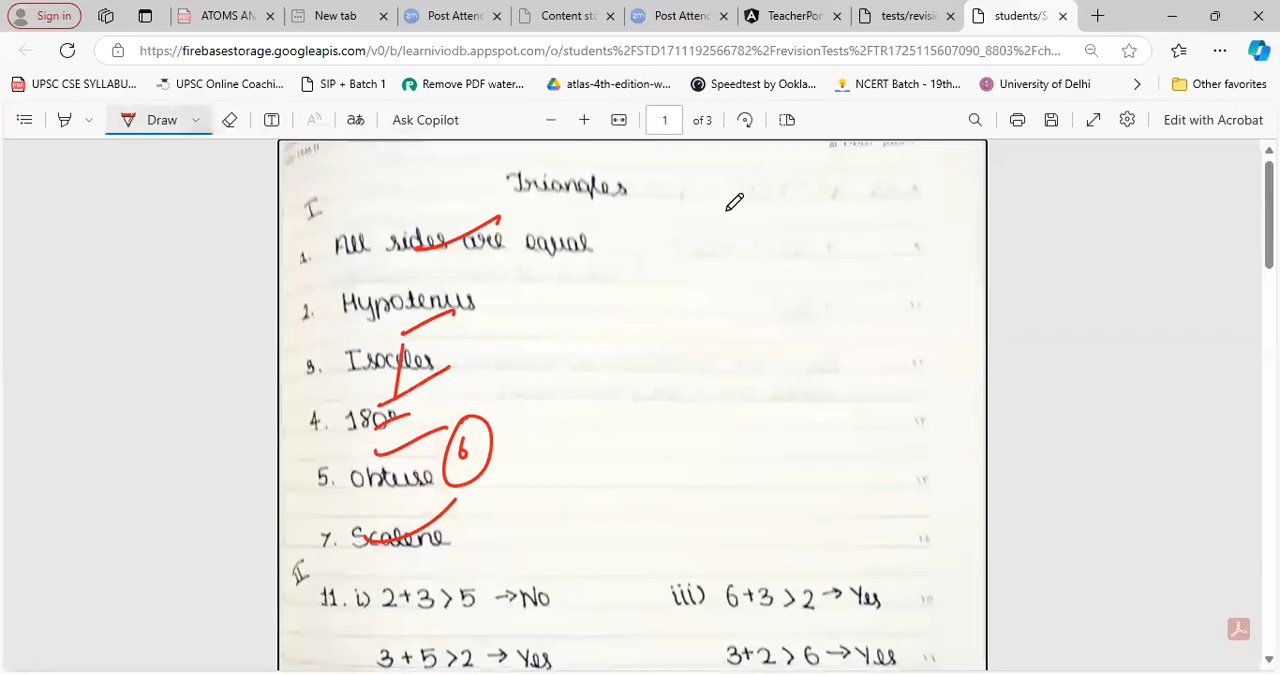 Sign in
ATOMS AN
New tab
Post Attenc
Content sto
Post Attenc
TeacherPor
tests/revisi
students/S
https://firebasestorage.googleapis.com/v0/b/learniviodb.appspot.com/o/students%2FSTD1711192566782%2FrevisionTests%2FTR1725115607090_8803%2Fch...
UPSC CSE SYLLABU...
UPSC Online Coachi...
SIP + Batch 1
Remove PDF water...
atlas-4th-edition-w...
Speedtest by Ookla...
NCERT Batch - 19th...
University of Delhi
Other favorites
Draw
Ask Copilot
1 of 3
Edit with Acrobat
Triangles
I
1. All sides are equal
2. Hypotenus
3. Isoceles
4. 180°
5. Obtuse
6
7. Scalene
II
11. i) 2+3>5 →No
iii) 6+3>2→Yes
3+5>2 → Yes
3+2>6→Yes